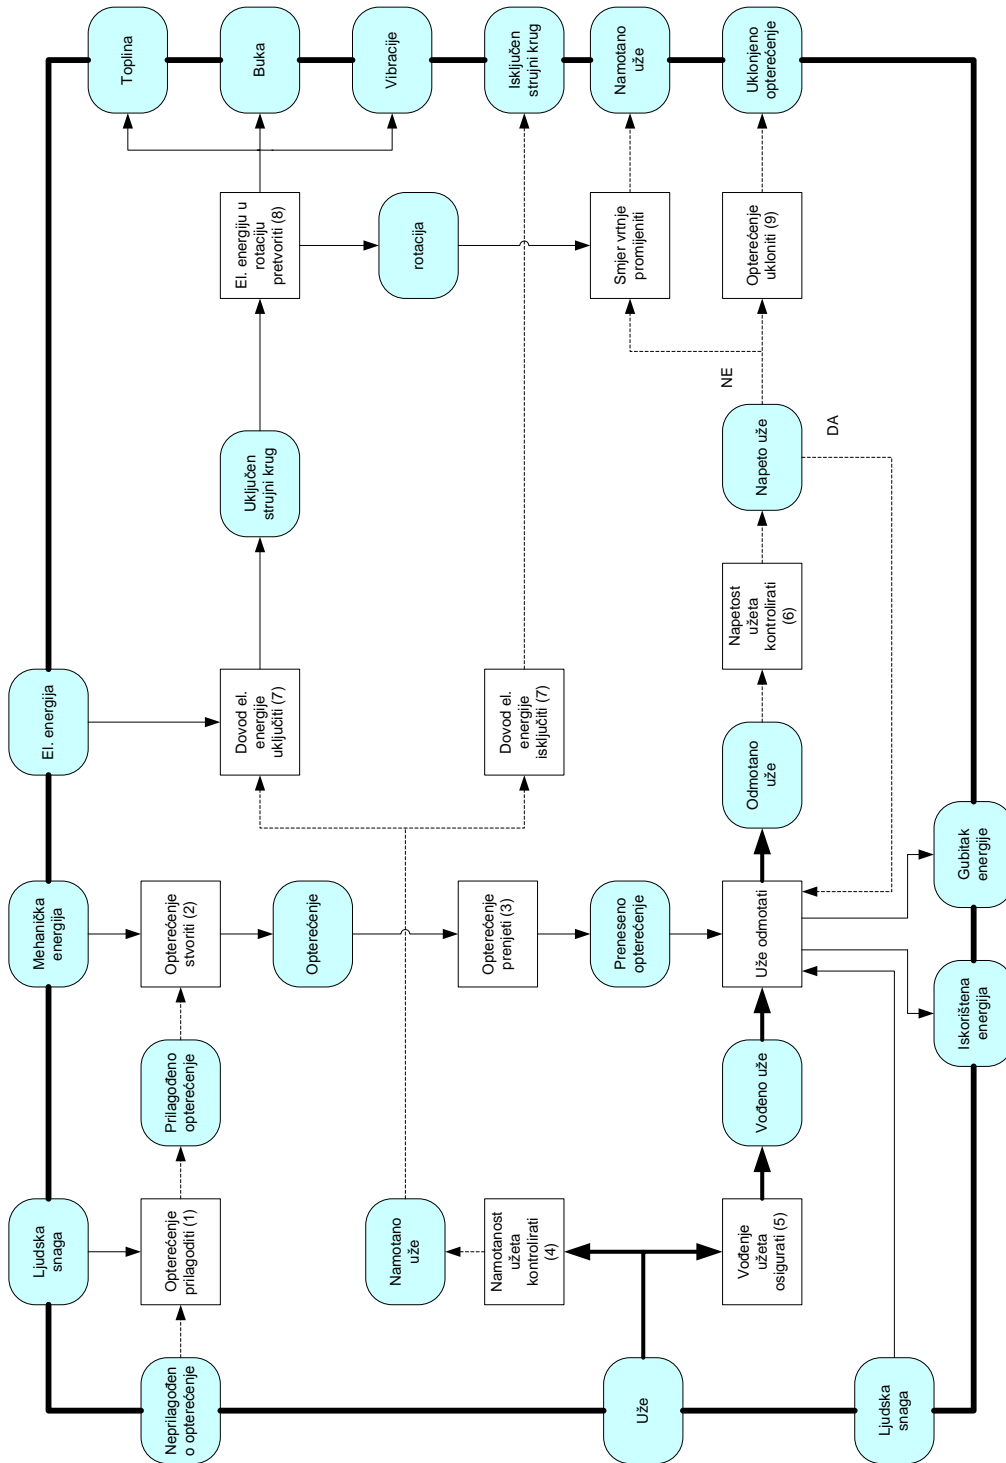 Ljudska
snaga
Mehanička
energija
El. energija
Neprilagođen
o opterećenje
Opterećenje
prilagoditi (1)
Prilagođeno
opterećenje
Opterećenje
stvoriti (2)
Dovod el.
energije
uključiti (7)
Uključen
strujni krug
El. energiju u
rotaciju
pretvoriti (8)
Toplina
Buka
Vibracije
Opterećenje
rotacija
Namotano
uže
Namotanost
užeta
kontrolirati
(4)
Opterećenje
prenjeti (3)
Dovod el.
energije
isključiti (7)
Isključen
strujni krug
Preneseno
opterećenje
Smjer vrtnje
promijeniti
Namotano
uže
Uže
Vođenje
užeta
osigurati (5)
Vođeno uže
Uže odmotati
Odmotano
uže
Napetost
užeta
kontrolirati
(6)
Napeto uže
NE
DA
Opterećenje
ukloniti (9)
Uklonjeno
opterećenje
Ljudska
snaga
Iskorištena
energija
Gubitak
energije